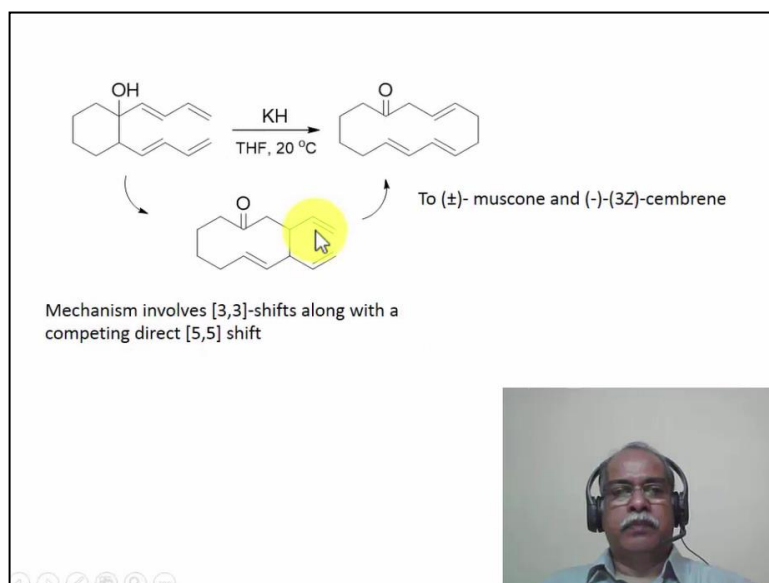 OH
O
KH
THF, 20 °C
To (±)- muscone and (-)-(3Z)-cembrene
O
Mechanism involves [3,3]-shifts along with a
competing direct [5,5] shift